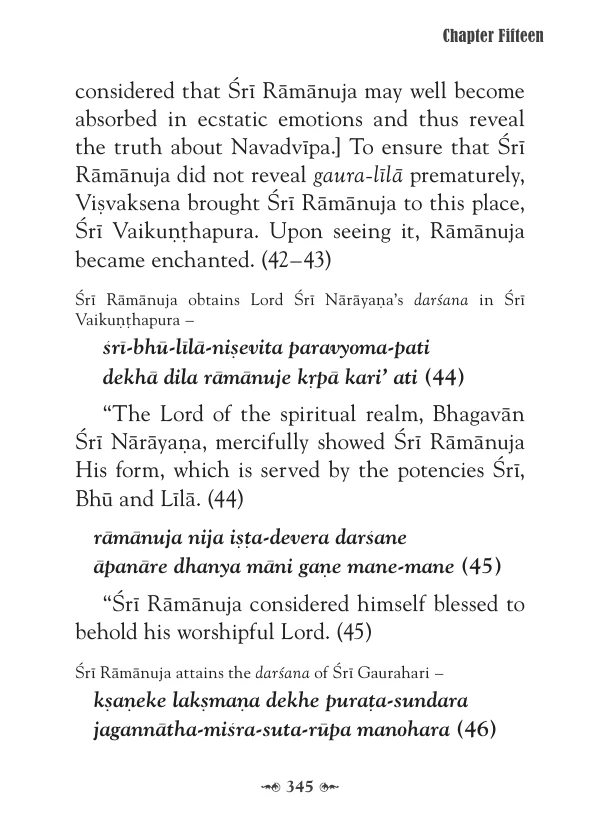 Chapter Fifteen
considered that Śrī Rāmānuja may well become
absorbed in ecstatic emotions and thus reveal
the truth about Navadvīpa.] To ensure that Śrī
Rāmānuja did not reveal gaura-līlā prematurely,
Viṣvaksena brought Śrī Rāmānuja to this place,
Śrī Vaikuṇṭhapura. Upon seeing it, Rāmānuja
became enchanted. (42–43)
Śrī Rāmānuja obtains Lord Śrī Nārāyaṇa’s darśana in Śrī
Vaikuṇṭhapura –
śrī-bhū-līlā-niṣevita paravyoma-pati
dekhā dila rāmānuje kṛpā kari’ ati (44)
“The Lord of the spiritual realm, Bhagavān
Śrī Nārāyaṇa, mercifully showed Śrī Rāmānuja
His form, which is served by the potencies Śrī,
Bhū and Līlā. (44)
rāmānuja nija iṣṭa-devera darśane
āpanāre dhanya māni gaṇe mane-mane (45)
“Śrī Rāmānuja considered himself blessed to
behold his worshipful Lord. (45)
Śrī Rāmānuja attains the darśana of Śrī Gaurahari –
kṣaṇeke lakṣmaṇa dekhe puraṭa-sundara
jagannātha-miśra-suta-rūpa manohara (46)
345